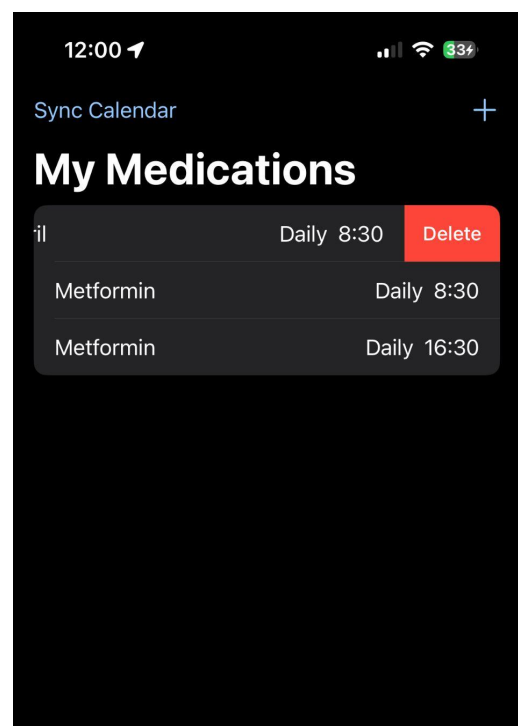 12:00
33
Sync Calendar
My Medications
ril Daily 8:30 Delete
Metformin Daily 8:30
Metformin Daily 16:30